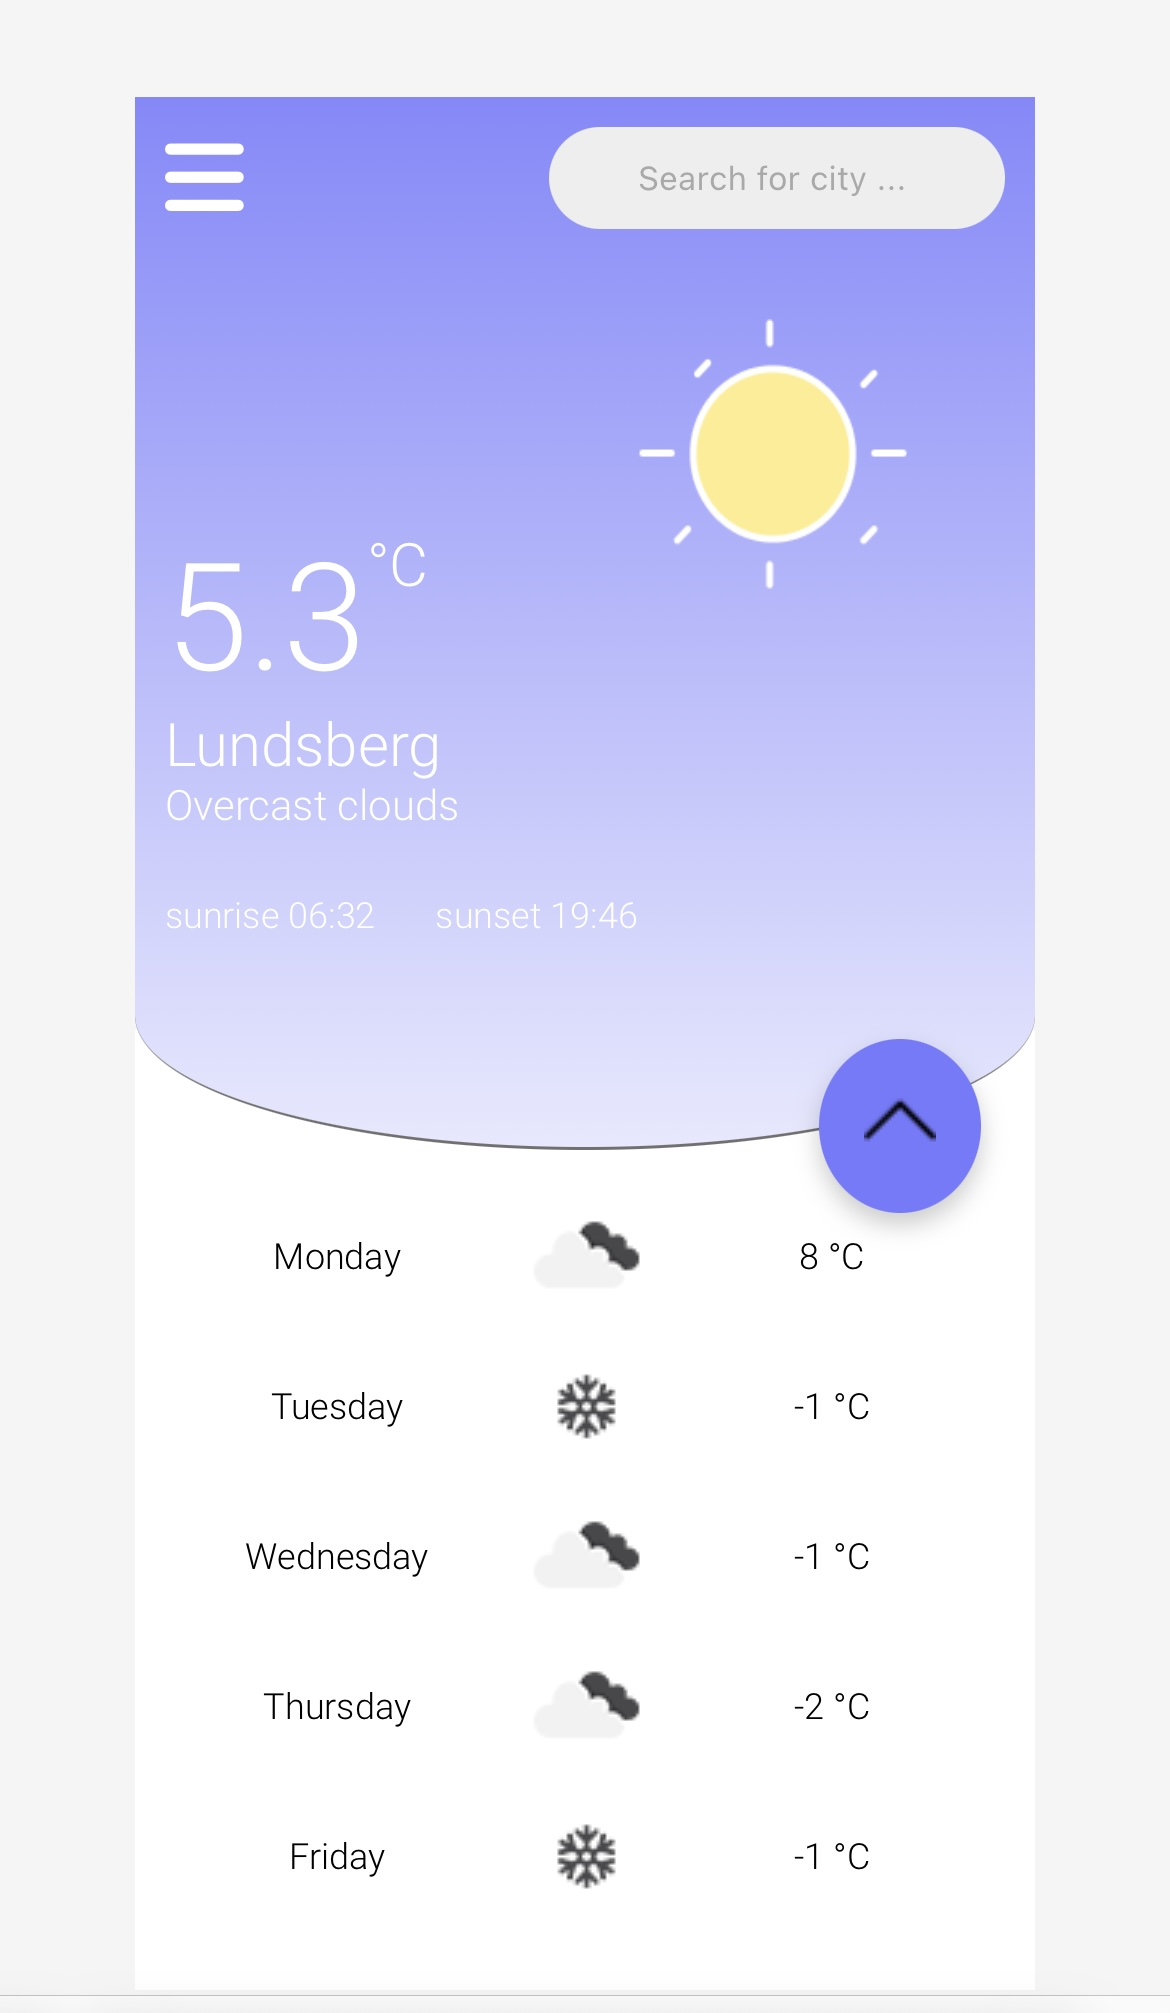 Search for city ...
5.3 °C
Lundsberg
Overcast clouds
sunrise 06:32 sunset 19:46
Monday 8 °C
Tuesday -1 °C
Wednesday -1 °C
Thursday -2 °C
Friday -1 °C